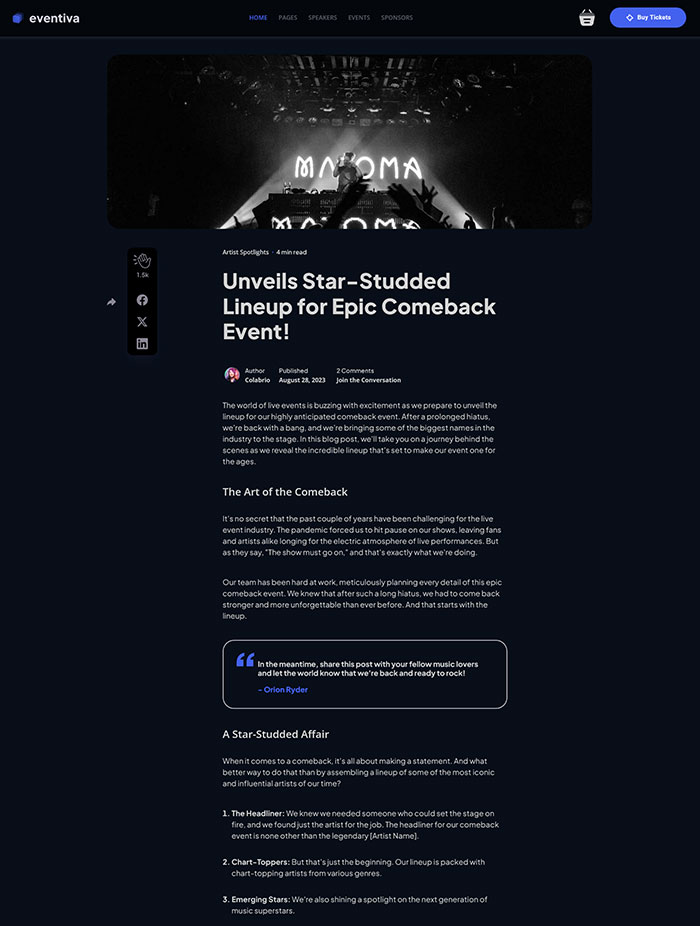 eventiva
HOME PAGES SPEAKERS EVENTS SPONSORS
Buy Tickets
MATOMA
Artist Spotlights · 4 min read
Unveils Star-Studded
Lineup for Epic Comeback
Event!
1.5k
Author Published 2 Comments
Colabrio August 28, 2023 Join the Conversation
The world of live events is buzzing with excitement as we prepare to unveil the
lineup for our highly anticipated comeback event. After a prolonged hiatus,
we're back with a bang, and we're bringing some of the biggest names in the
industry to the stage. In this blog post, we'll take you on a journey behind the
scenes as we reveal the incredible lineup that's set to make our event one for
the ages.
The Art of the Comeback
It's no secret that the past couple of years have been challenging for the live
event industry. The pandemic forced us to hit pause on our shows, leaving fans
and artists alike longing for the electric atmosphere of live performances. But
as they say, "The show must go on," and that's exactly what we're doing.
Our team has been hard at work, meticulously planning every detail of this epic
comeback event. We knew that after such a long hiatus, we had to come back
stronger and more unforgettable than ever before. And that starts with the
lineup.
In the meantime, share this post with your fellow music lovers
and let the world know that we're back and ready to rock!
– Orion Ryder
A Star-Studded Affair
When it comes to a comeback, it's all about making a statement. And what
better way to do that than by assembling a lineup of some of the most iconic
and influential artists of our time?
1. The Headliner: We knew we needed someone who could set the stage on
fire, and we found just the artist for the job. The headliner for our comeback
event is none other than the legendary [Artist Name].
2. Chart-Toppers: But that's just the beginning. Our lineup is packed with
chart-topping artists from various genres.
3. Emerging Stars: We're also shining a spotlight on the next generation of
music superstars.